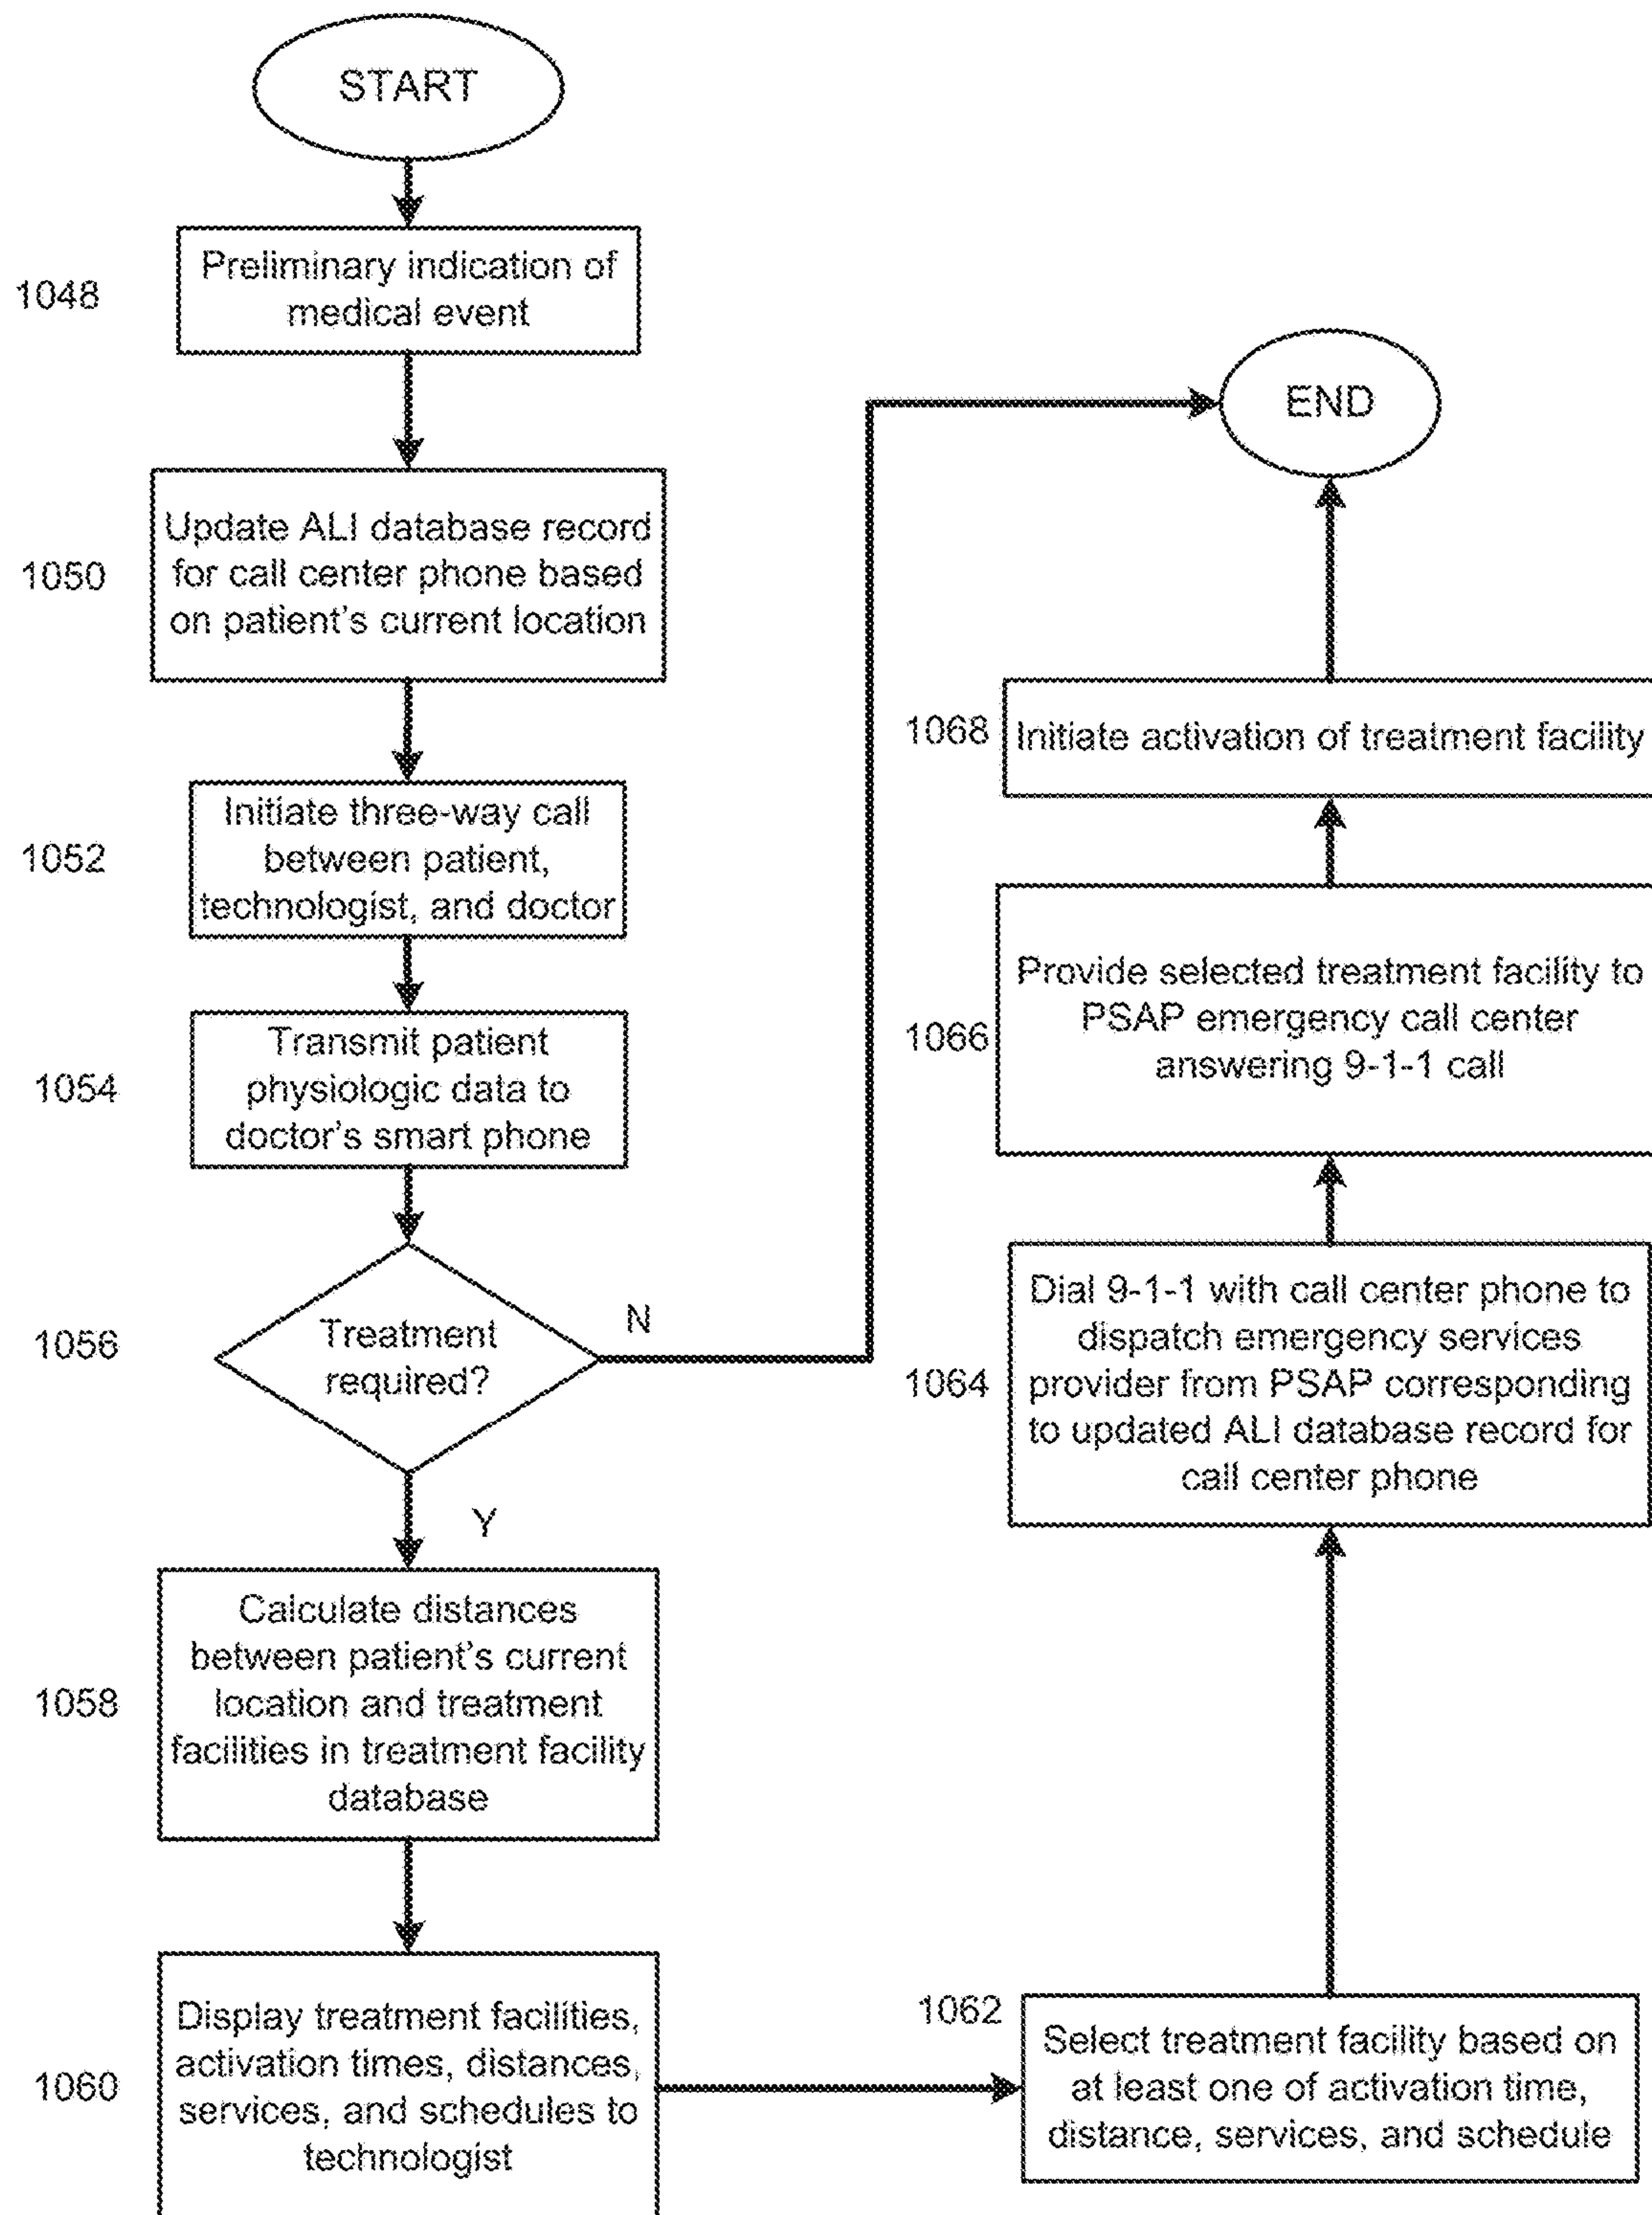 START
1048
Preliminary indication of
medical event
1050
Update ALI database record
for call center phone based
on patient's current location
1052
Initiate three-way call
between patient,
technologist, and doctor
1054
Transmit patient
physiologic data to
doctor's smart phone
1056
Treatment
required?
N
Y
1058
Calculate distances
between patient's current
location and treatment
facilities in treatment facility
database
1060
Display treatment facilities,
activation times, distances,
services, and schedules to
technologist
1062
Select treatment facility based on
at least one of activation time,
distance, services, and schedule
1064
Dial 9-1-1 with call center phone to
dispatch emergency services
provider from PSAP corresponding
to updated ALI database record for
call center phone
1066
Provide selected treatment facility to
PSAP emergency call center
answering 9-1-1 call
1068
Initiate activation of treatment facility
END